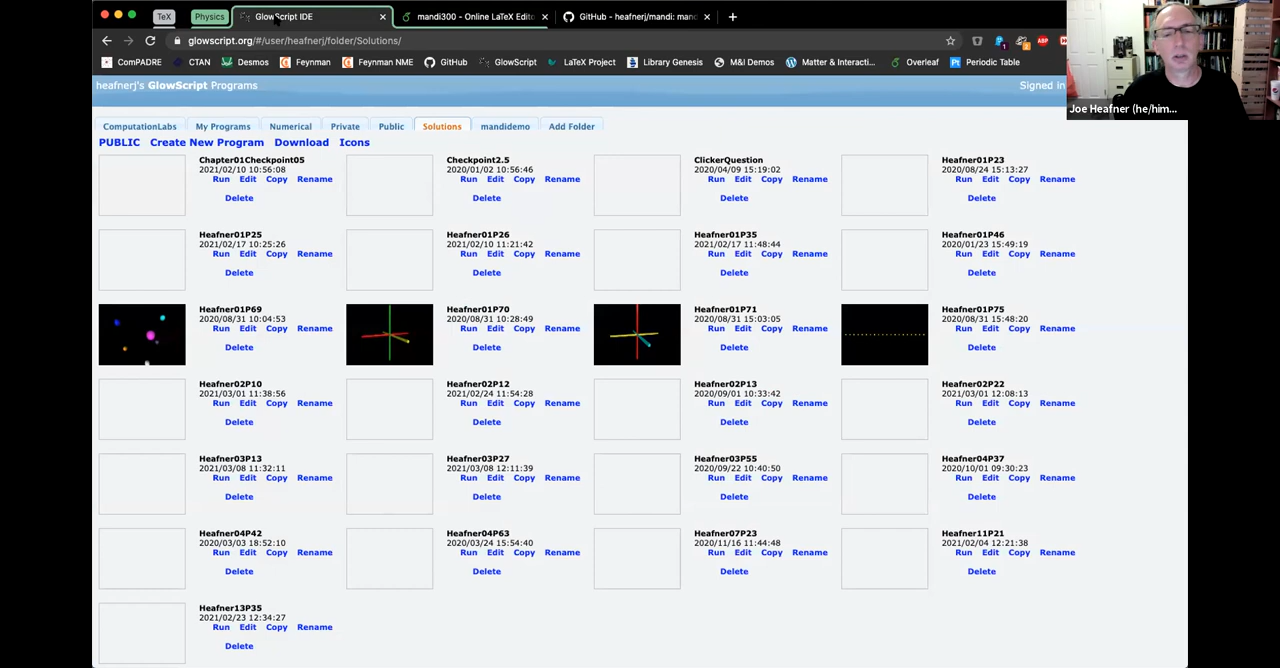 TeX Physics GlowScript IDE mandi300 - Online LaTeX Edito GitHub - heafnerj/mandi: mand
glowscript.org/#/user/heafnerj/folder/Solutions/
ComPADRE CTAN Desmos Feynman Feynman NME GitHub GlowScript LaTeX Project Library Genesis M&I Demos Matter & Interacti... Overleaf Periodic Table
Joe Heafner (he/him...
heafnerj's GlowScript Programs Signed in
ComputationLabs My Programs Numerical Private Public Solutions mandidemo Add Folder
PUBLIC Create New Program Download Icons
Chapter01Checkpoint05 Checkpoint2.5 ClickerQuestion Heafner01P23
2021/02/10 10:56:08 2020/01/02 10:56:46 2020/04/09 15:19:02 2020/08/24 15:13:27
Run Edit Copy Rename Run Edit Copy Rename Run Edit Copy Rename Run Edit Copy Rename
Delete Delete Delete Delete
Heafner01P25 Heafner01P26 Heafner01P35 Heafner01P46
2021/02/17 10:25:26 2021/02/10 11:21:42 2021/02/17 11:48:44 2020/01/23 15:49:19
Run Edit Copy Rename Run Edit Copy Rename Run Edit Copy Rename Run Edit Copy Rename
Delete Delete Delete Delete
Heafner01P69 Heafner01P70 Heafner01P71 Heafner01P75
2020/08/31 10:04:53 2020/08/31 10:28:49 2020/08/31 15:03:05 2020/08/31 15:48:20
Run Edit Copy Rename Run Edit Copy Rename Run Edit Copy Rename Run Edit Copy Rename
Delete Delete Delete Delete
Heafner02P10 Heafner02P12 Heafner02P13 Heafner02P22
2021/03/01 11:38:56 2021/02/24 11:54:28 2020/09/01 10:33:42 2021/03/01 12:08:13
Run Edit Copy Rename Run Edit Copy Rename Run Edit Copy Rename Run Edit Copy Rename
Delete Delete Delete Delete
Heafner03P13 Heafner03P27 Heafner03P55 Heafner04P37
2021/03/08 11:32:11 2021/03/08 12:11:39 2020/09/22 10:40:50 2020/10/01 09:30:23
Run Edit Copy Rename Run Edit Copy Rename Run Edit Copy Rename Run Edit Copy Rename
Delete Delete Delete Delete
Heafner04P42 Heafner04P63 Heafner07P23 Heafner11P21
2020/03/03 18:52:10 2020/03/24 15:54:40 2020/11/16 11:44:48 2021/02/04 12:21:38
Run Edit Copy Rename Run Edit Copy Rename Run Edit Copy Rename Run Edit Copy Rename
Delete Delete Delete Delete
Heafner13P35
2021/02/23 12:34:27
Run Edit Copy Rename
Delete